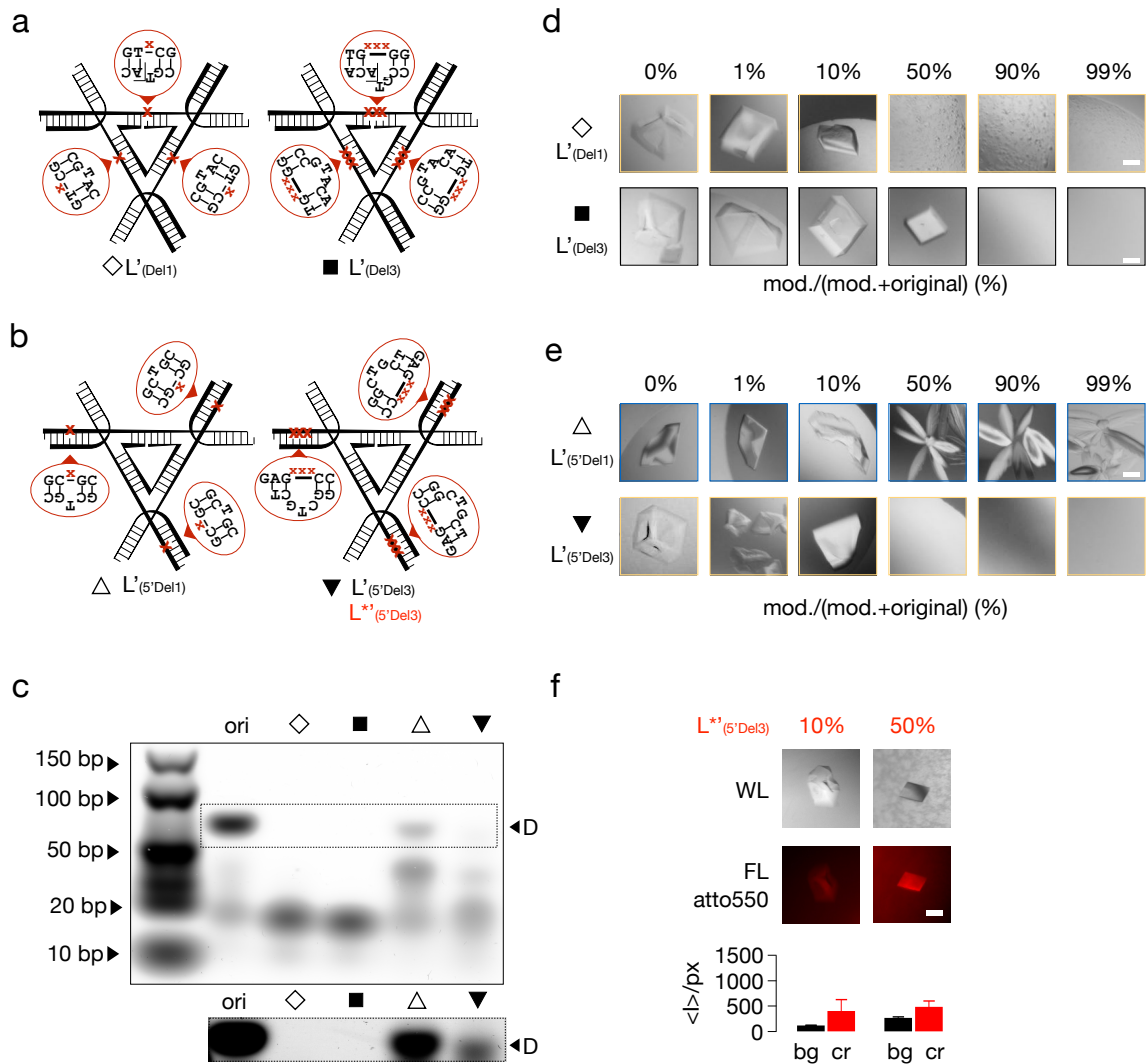 a
L'(Del1)
L'(Del3)
b
L'(5'Del1)
L'(5'Del3)
L*'(5'Del3)
c
ori
150 bp
100 bp
50 bp
20 bp
10 bp
D
ori
D
d
0% 1% 10% 50% 90% 99%
L'(Del1)
L'(Del3)
mod./(mod.+original) (%)
e
0% 1% 10% 50% 90% 99%
L'(5'Del1)
L'(5'Del3)
mod./(mod.+original) (%)
f
L*'(5'Del3) 10% 50%
WL
FL
atto550
<I>/px
1500
1000
500
0
bg cr bg cr